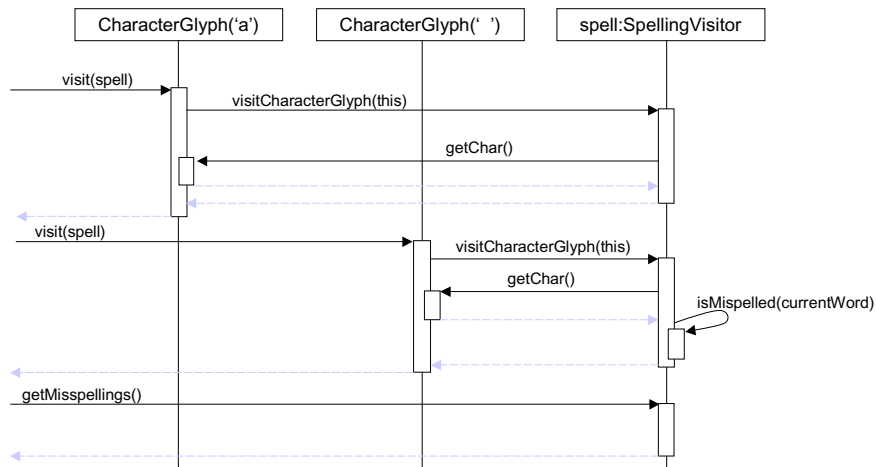 CharacterGlyph(‘a’)
CharacterGlyph(‘ ’)
spell:SpellingVisitor
visit(spell)
visitCharacterGlyph(this)
getChar()
visit(spell)
visitCharacterGlyph(this)
getChar()
isMispelled(currentWord)
getMisspellings()